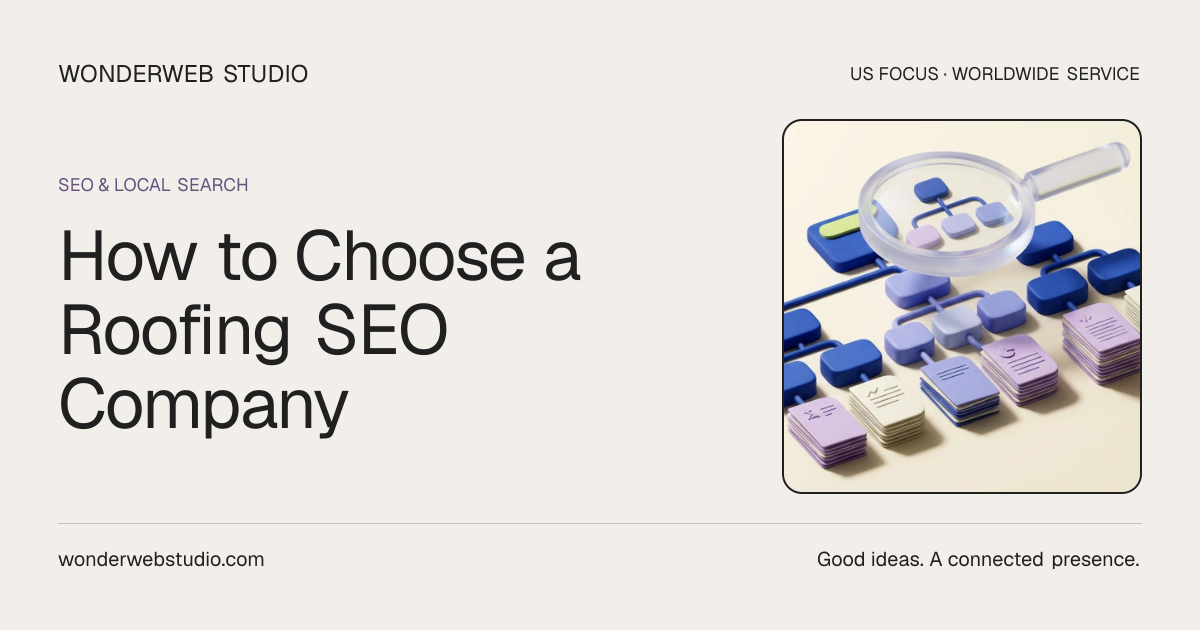 WONDERWEB STUDIO
US FOCUS · WORLDWIDE SERVICE
SEO & LOCAL SEARCH
How to Choose a
Roofing SEO
Company
wonderwebstudio.com
Good ideas. A connected presence.